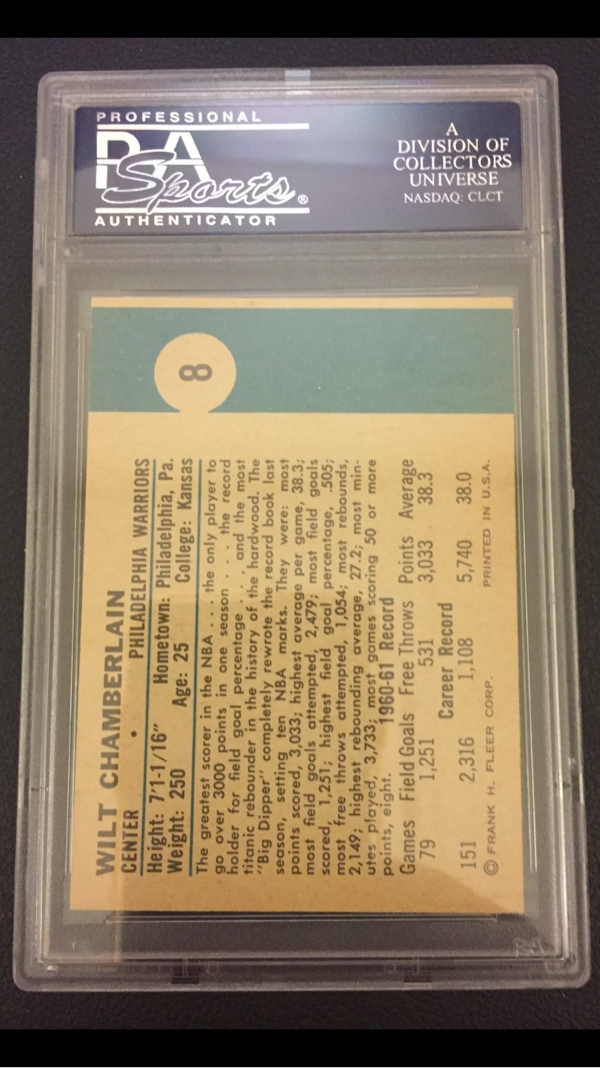 PROFESSIONAL
PSA
Sports®
AUTHENTICATOR
A
DIVISION OF
COLLECTORS
UNIVERSE
NASDAQ: CLCT
8
WILT CHAMBERLAIN
CENTER • PHILADELPHIA WARRIORS
Height: 7'1-1/16” Hometown: Philadelphia, Pa.
Weight: 250 Age: 25 College: Kansas
The greatest scorer in the NBA . . . the only player to
go over 3000 points in one season . . . the record
holder for field goal percentage . . . and the most
titanic rebounder in the history of the hardwood. The
“Big Dipper” completely rewrote the record book last
season, setting ten NBA marks. They were: most
points scored, 3,033; highest average per game, 38.3;
most field goals attempted, 2,479; most field goals
scored, 1,251; highest field goal percentage, .505;
most free throws attempted, 1,054; most rebounds,
2,149; highest rebounding average, 27.2; most min-
utes played, 3,733; most games scoring 50 or more
points, eight.
1960-61 Record
Games Field Goals Free Throws Points Average
79 1,251 531 3,033 38.3
Career Record
151 2,316 1,108 5,740 38.0
© FRANK H. FLEER CORP. PRINTED IN U.S.A.